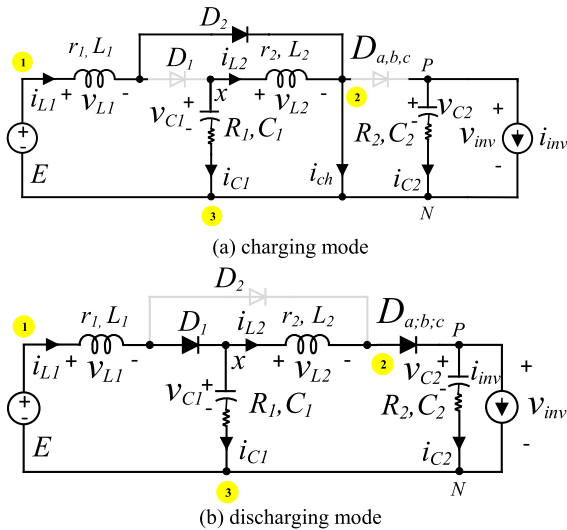 D2
1
r1, L1
D1
iL2
r2, L2
Da,b,c
P
iL1
+ vL1 -
x
+ vL2 -
2
vC1 + -
R1, C1
+ - vC2
R2, C2
+ vinv -
iinv
+ - E
iC1
ich
iC2
3
N
(a) charging mode
D2
1
r1, L1
D1
iL2
r2, L2
Da;b;c
P
iL1
+ vL1 -
x
+ vL2 -
2
vC1 + -
R1, C1
vC2 + -
iinv
R2, C2
+ vinv -
+ - E
iC1
iC2
3
N
(b) discharging mode